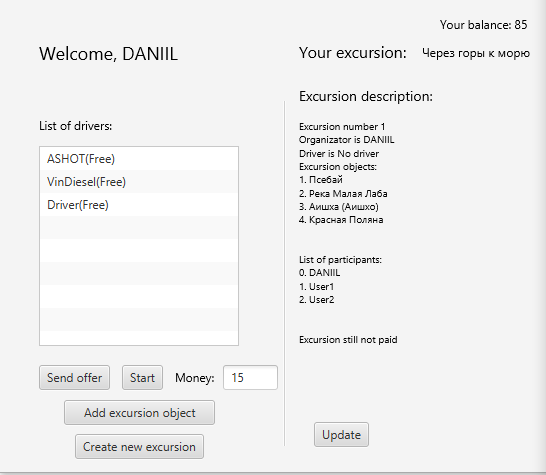 Your balance: 85
Welcome, DANIIL
Your excursion: Через горы к морю
Excursion description:
List of drivers:
ASHOT(Free)
VinDiesel(Free)
Driver(Free)
Excursion number 1
Organizator is DANIIL
Driver is No driver
Excursion objects:
1. Псебай
2. Река Малая Лаба
3. Аишха (Аишхо)
4. Красная Поляна
List of participants:
0. DANIIL
1. User1
2. User2
Excursion still not paid
Send offer Start Money: 15
Add excursion object
Create new excursion
Update